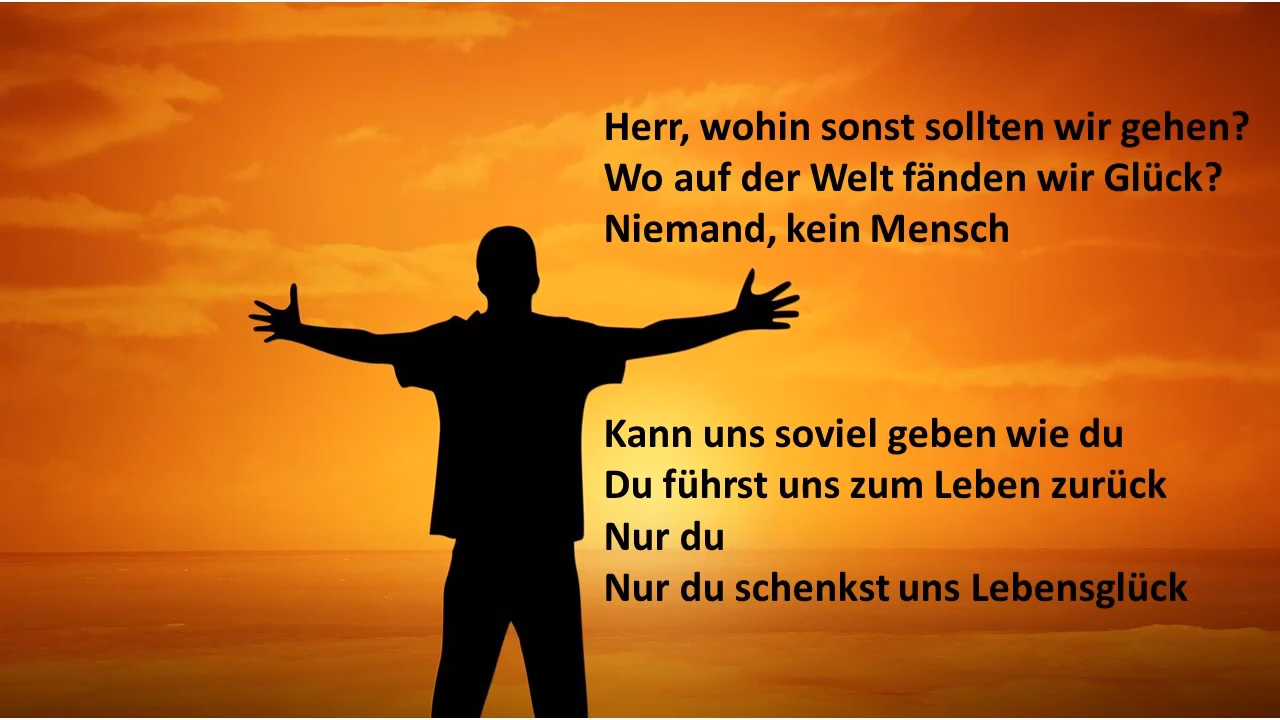 Herr, wohin sonst sollten wir gehen?
Wo auf der Welt fänden wir Glück?
Niemand, kein Mensch
Kann uns soviel geben wie du
Du führst uns zum Leben zurück
Nur du
Nur du schenkst uns Lebensglück